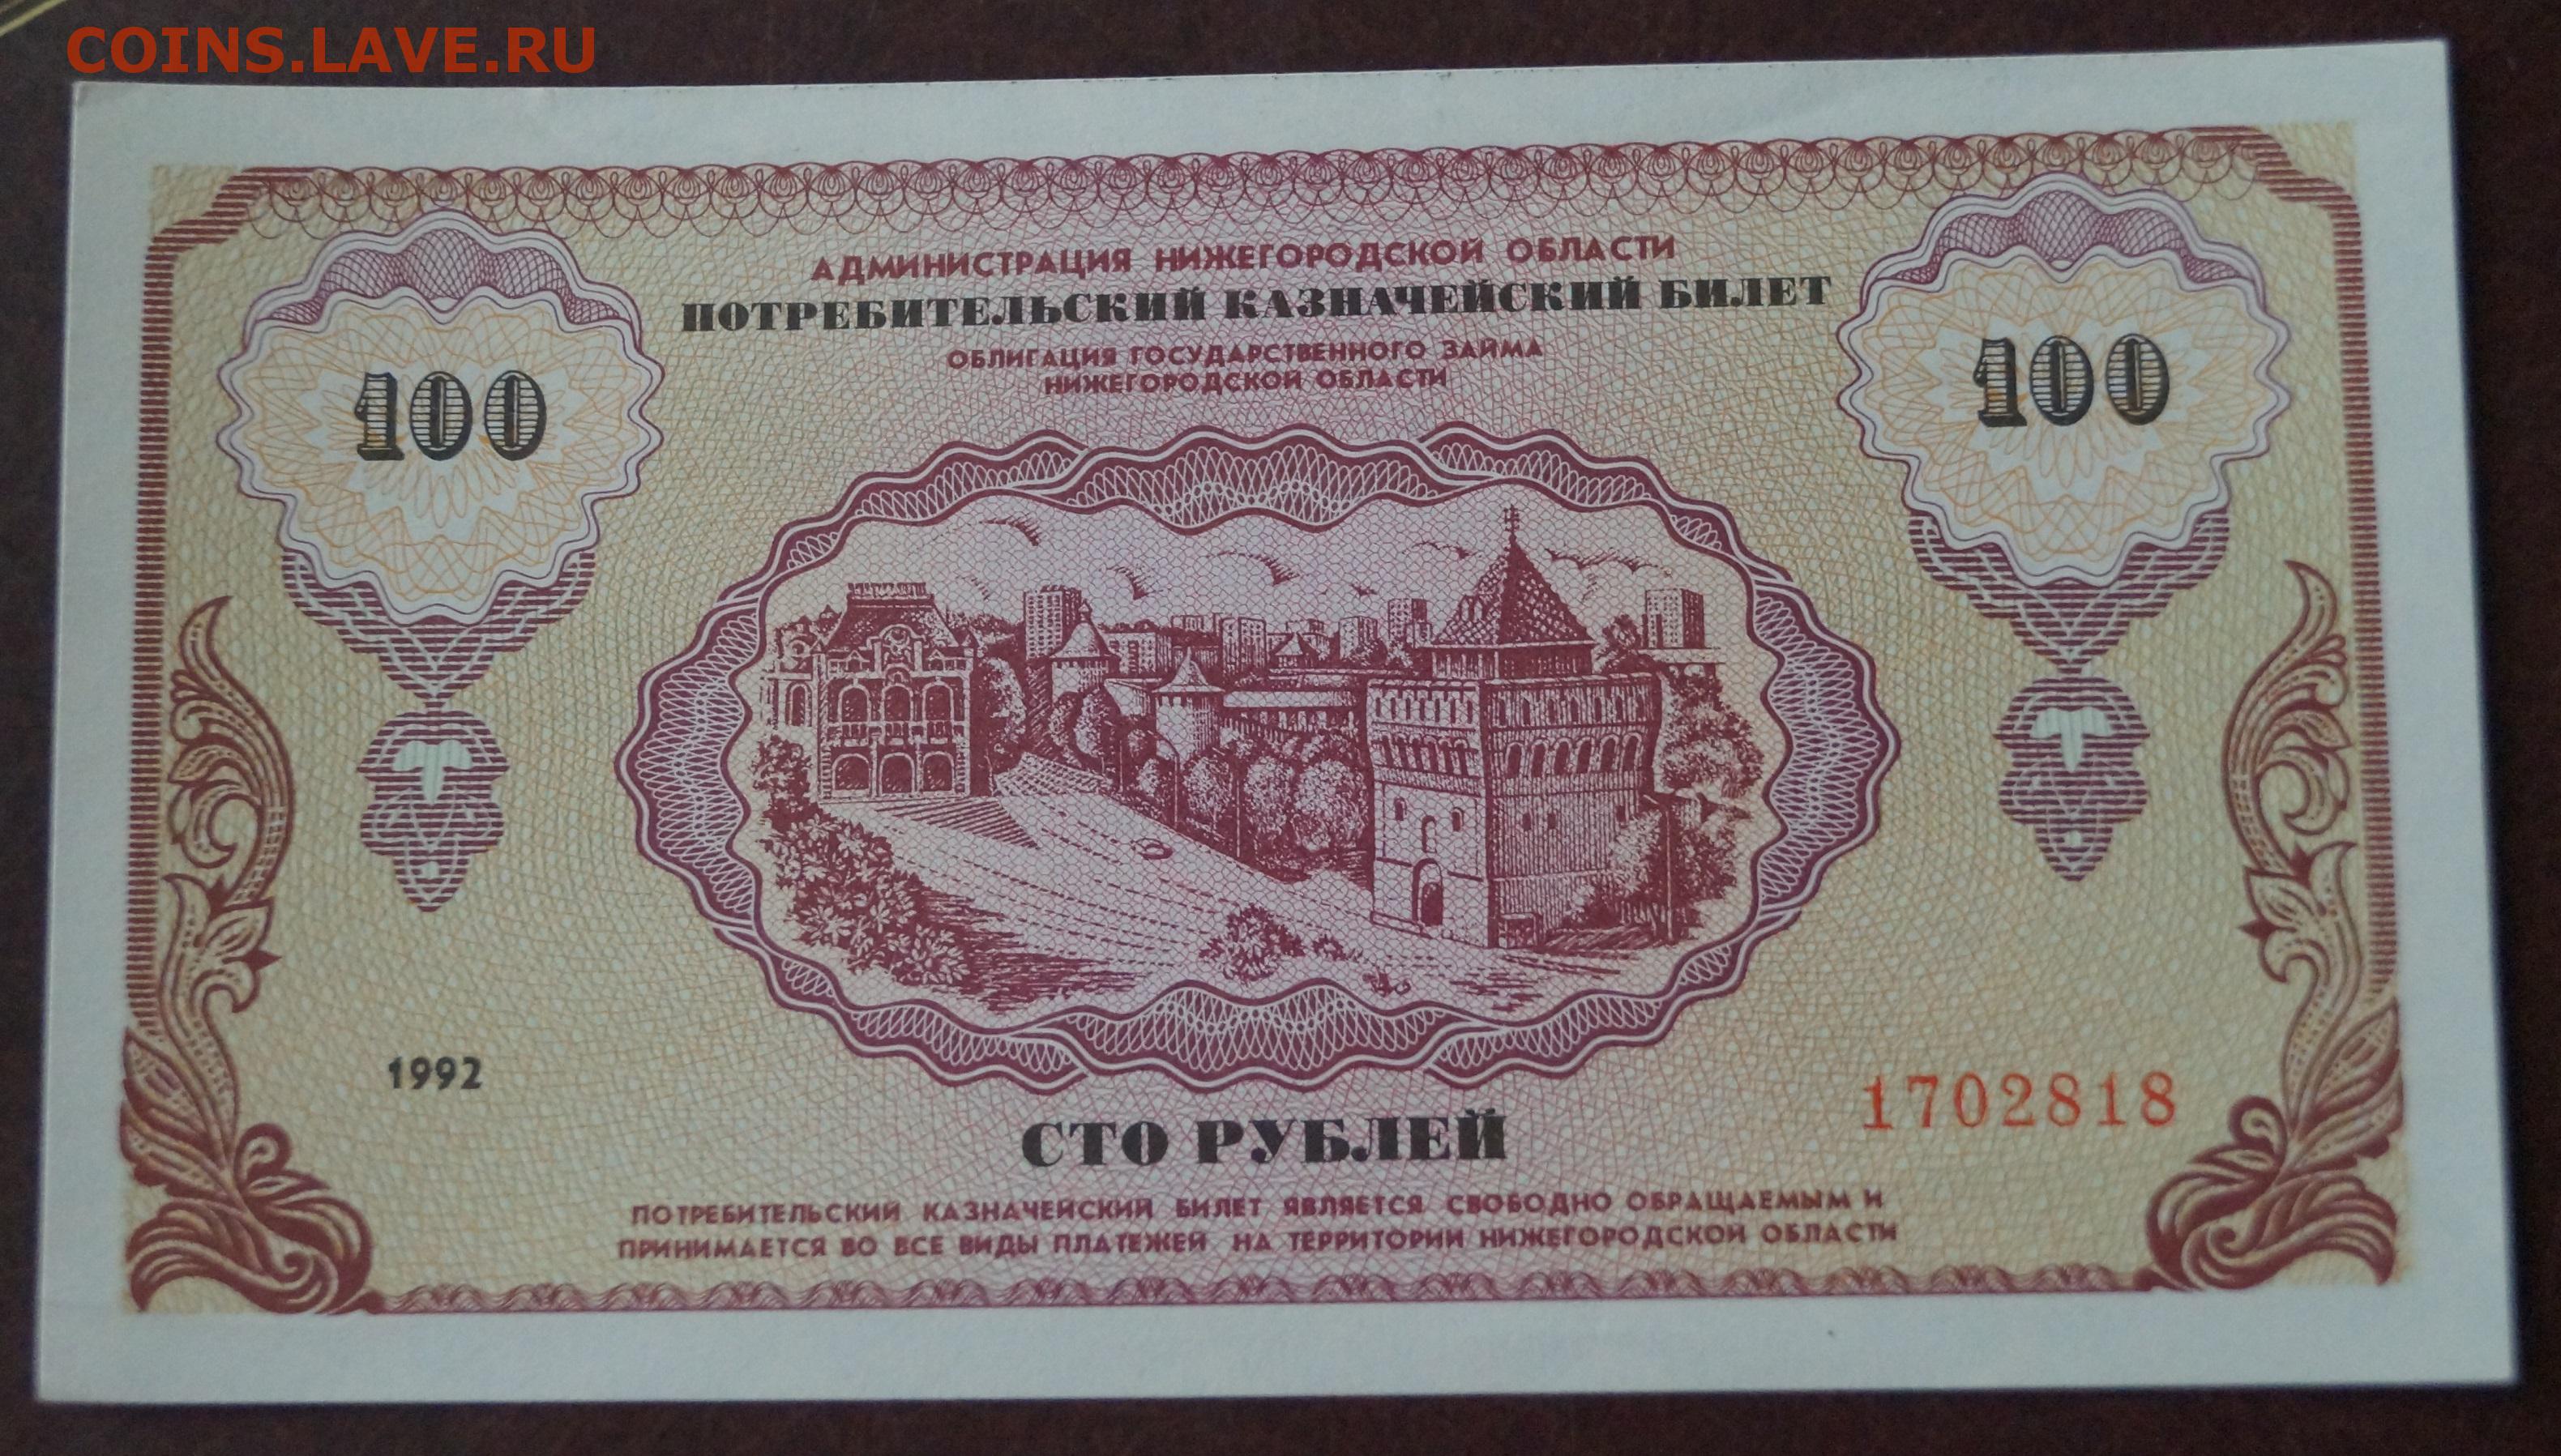 COINS.LAVE.RU
АДМИНИСТРАЦИЯ НИЖЕГОРОДСКОЙ ОБЛАСТИ
ПОТРЕБИТЕЛЬСКИЙ КАЗНАЧЕЙСКИЙ БИЛЕТ
ОБЛИГАЦИЯ ГОСУДАРСТВЕННОГО ЗАЙМА
НИЖЕГОРОДСКОЙ ОБЛАСТИ
100
100
1992
1702818
СТО РУБЛЕЙ
ПОТРЕБИТЕЛЬСКИЙ КАЗНАЧЕЙСКИЙ БИЛЕТ ЯВЛЯЕТСЯ СВОБОДНО ОБРАЩАЕМЫМ И
ПРИНИМАЕТСЯ ВО ВСЕ ВИДЫ ПЛАТЕЖЕЙ НА ТЕРРИТОРИИ НИЖЕГОРОДСКОЙ ОБЛАСТИ